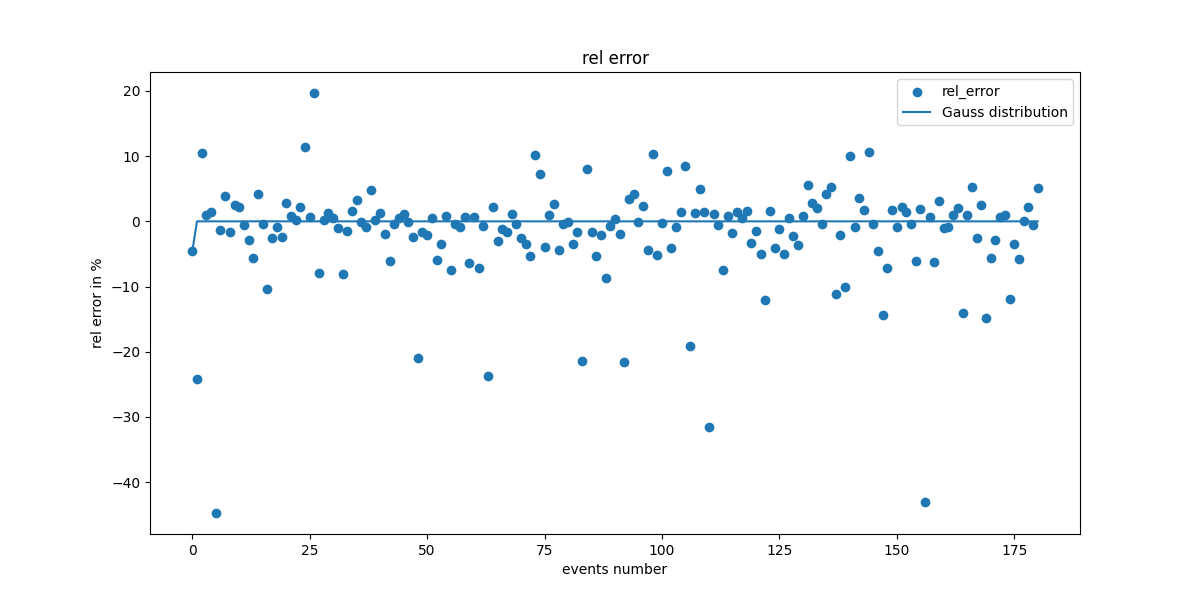 rel error
rel_error
Gauss distribution
rel error in %
20
10
0
−10
−20
−30
−40
0 25 50 75 100 125 150 175
events number